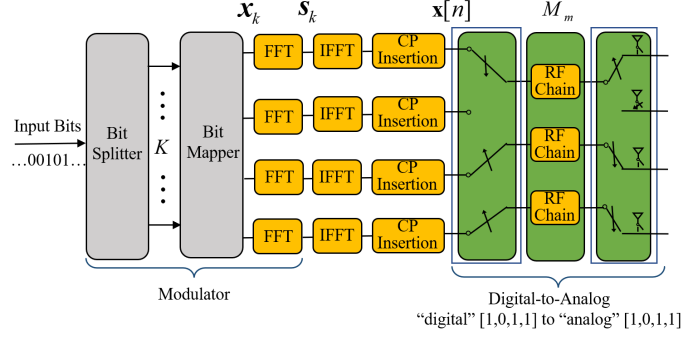 x_k s_k x[n] M_m
FFT IFFT CP Insertion
RF Chain
Input Bits
…00101…
Bit Splitter
K
Bit Mapper
FFT IFFT CP Insertion
RF Chain
FFT IFFT CP Insertion
RF Chain
FFT IFFT CP Insertion
Modulator
Digital-to-Analog
“digital” [1,0,1,1] to “analog” [1,0,1,1]